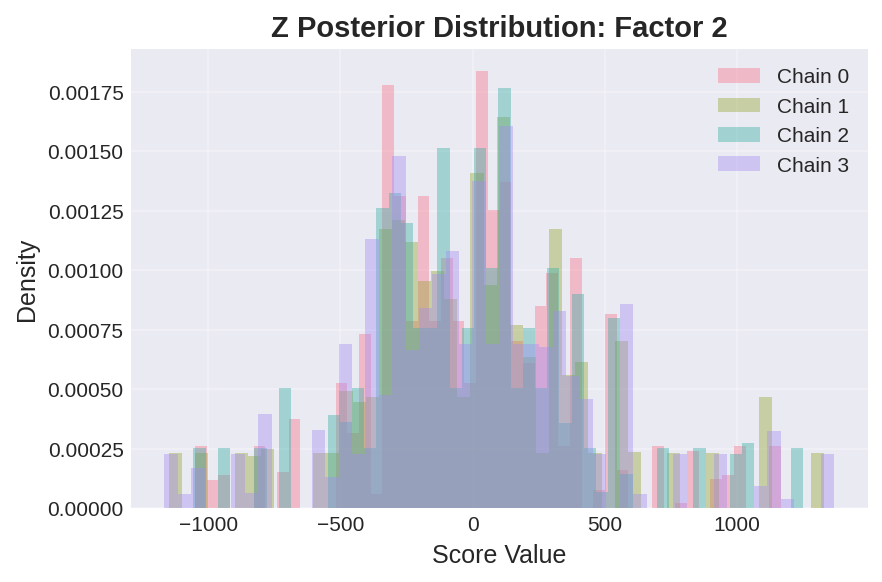 Z Posterior Distribution: Factor 2
Chain 0
Chain 1
Chain 2
Chain 3
Density
0.00175
0.00150
0.00125
0.00100
0.00075
0.00050
0.00025
0.00000
−1000 −500 0 500 1000
Score Value